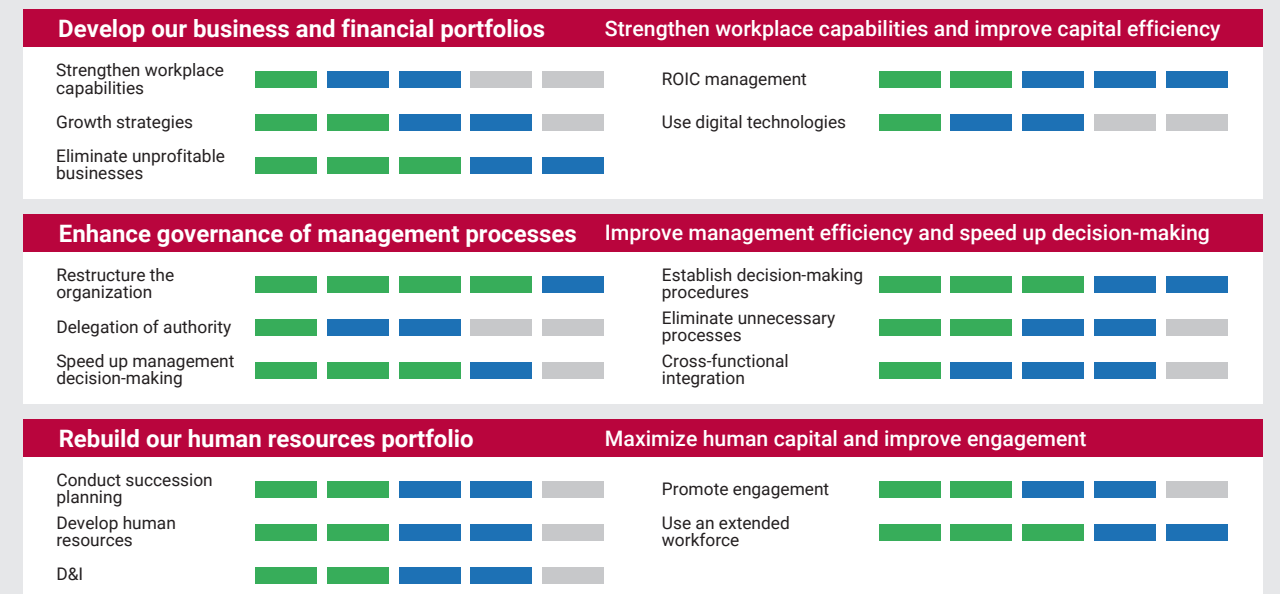 Develop our business and financial portfolios
Strengthen workplace capabilities and improve capital efficiency
Strengthen workplace
capabilities
Growth strategies
Eliminate unprofitable
businesses
ROIC management
Use digital technologies
Enhance governance of management processes
Improve management efficiency and speed up decision-making
Restructure the
organization
Delegation of authority
Speed up management
decision-making
Establish decision-making
procedures
Eliminate unnecessary
processes
Cross-functional
integration
Rebuild our human resources portfolio
Maximize human capital and improve engagement
Conduct succession
planning
Develop human
resources
D&I
Promote engagement
Use an extended
workforce